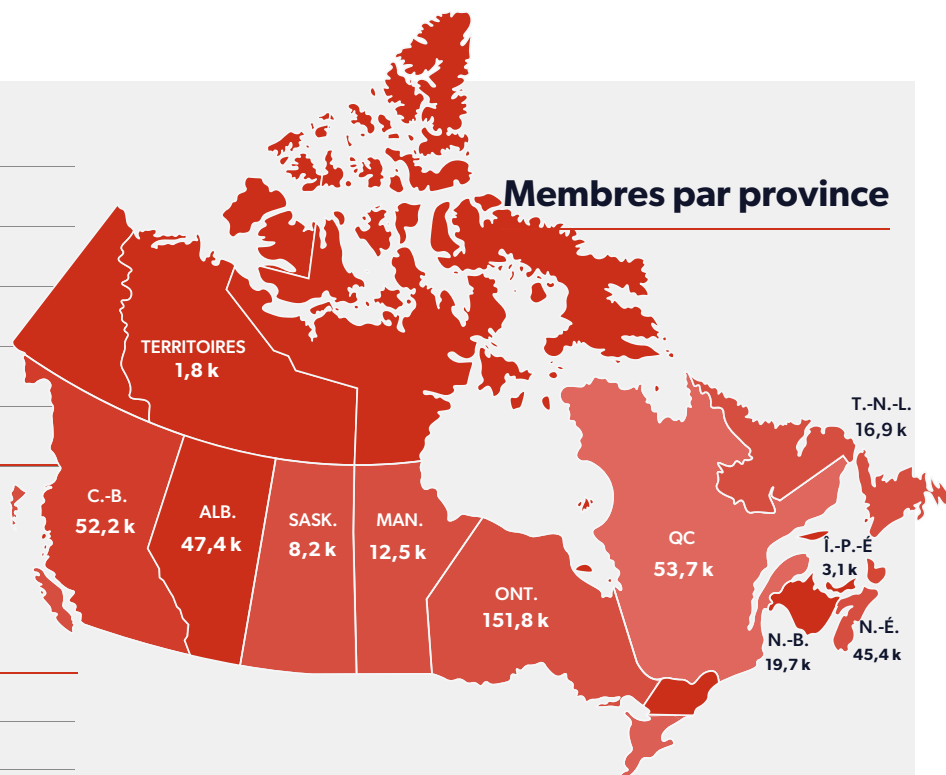 Membres par province
TERRITOIRES
1,8 k
T.-N.-L.
16,9 k
C.-B.
52,2 k
ALB.
47,4 k
SASK.
8,2 k
MAN.
12,5 k
ONT.
151,8 k
QC
53,7 k
Î.-P.-É
3,1 k
N.-B.
19,7 k
N.-É.
45,4 k